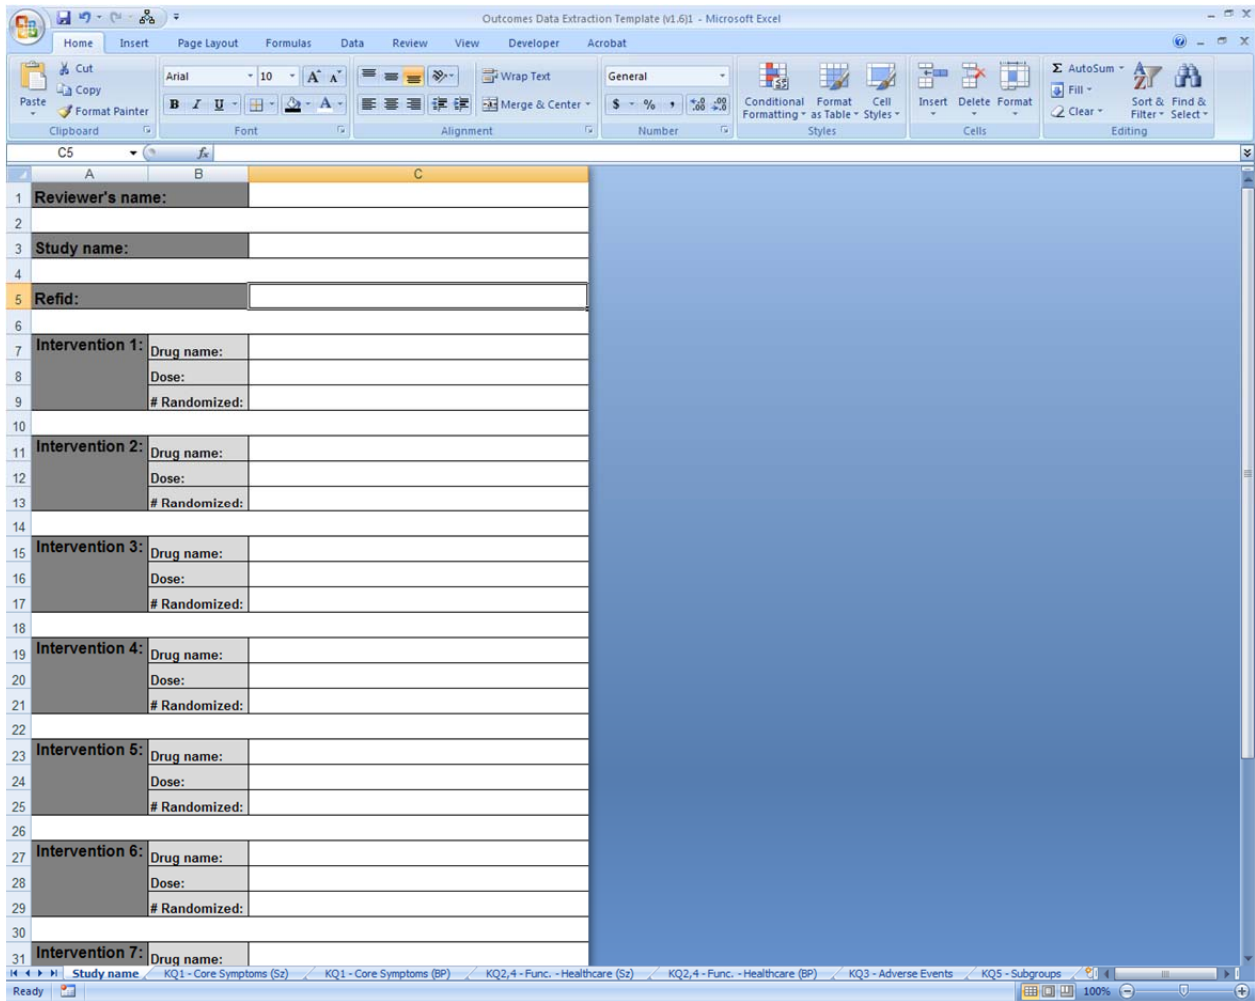 Outcomes Data Extraction Template (v1.6)1 - Microsoft Excel
Home Insert Page Layout Formulas Data Review View Developer Acrobat
Paste
Cut
Copy
Format Painter
Clipboard
Arial 10
B I U
Font
Wrap Text
Merge & Center
Alignment
General
$ % ,
Number
Conditional Formatting
Format as Table
Cell Styles
Styles
Insert Delete Format
Cells
Σ AutoSum
Fill
Clear
Sort & Filter
Find & Select
Editing
C5 fx
A B C
1 Reviewer's name:
2
3 Study name:
4
5 Refid:
6
7 Intervention 1: Drug name:
8 Dose:
9 # Randomized:
10
11 Intervention 2: Drug name:
12 Dose:
13 # Randomized:
14
15 Intervention 3: Drug name:
16 Dose:
17 # Randomized:
18
19 Intervention 4: Drug name:
20 Dose:
21 # Randomized:
22
23 Intervention 5: Drug name:
24 Dose:
25 # Randomized:
26
27 Intervention 6: Drug name:
28 Dose:
29 # Randomized:
30
31 Intervention 7: Drug name:
Study name KQ1 - Core Symptoms (Sz) KQ1 - Core Symptoms (BP) KQ2,4 - Func. - Healthcare (Sz) KQ2,4 - Func. - Healthcare (BP) KQ3 - Adverse Events KQ5 - Subgroups
Ready 100%